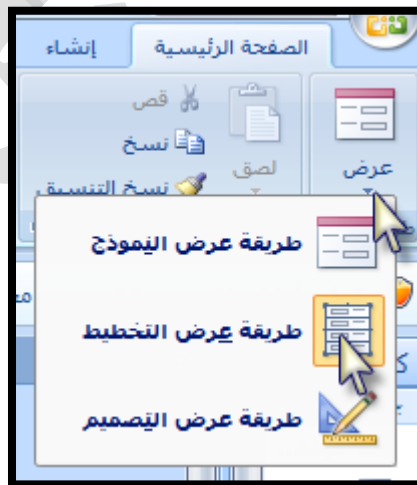 الصفحة الرئيسية إنشاء
قص
نسخ
عرض لصق نسخ التنسيق
طريقة عرض النموذج
طريقة عرض التخطيط
طريقة عرض التصميم